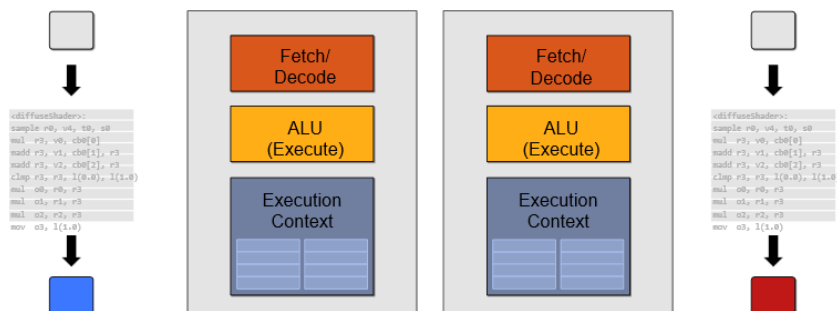 <diffuseShader>:
sample r0, v4, t0, s0
mul  r3, v0, cb0[0]
madd r3, v1, cb0[1], r3
madd r3, v2, cb0[2], r3
clmp r3, r3, l(0.0), l(1.0)
mul  o0, r0, r3
mul  o1, r1, r3
mul  o2, r2, r3
mov  o3, l(1.0)
Fetch/
Decode
ALU
(Execute)
Execution
Context
Fetch/
Decode
ALU
(Execute)
Execution
Context
<diffuseShader>:
sample r0, v4, t0, s0
mul  r3, v0, cb0[0]
madd r3, v1, cb0[1], r3
madd r3, v2, cb0[2], r3
clmp r3, r3, l(0.0), l(1.0)
mul  o0, r0, r3
mul  o1, r1, r3
mul  o2, r2, r3
mov  o3, l(1.0)